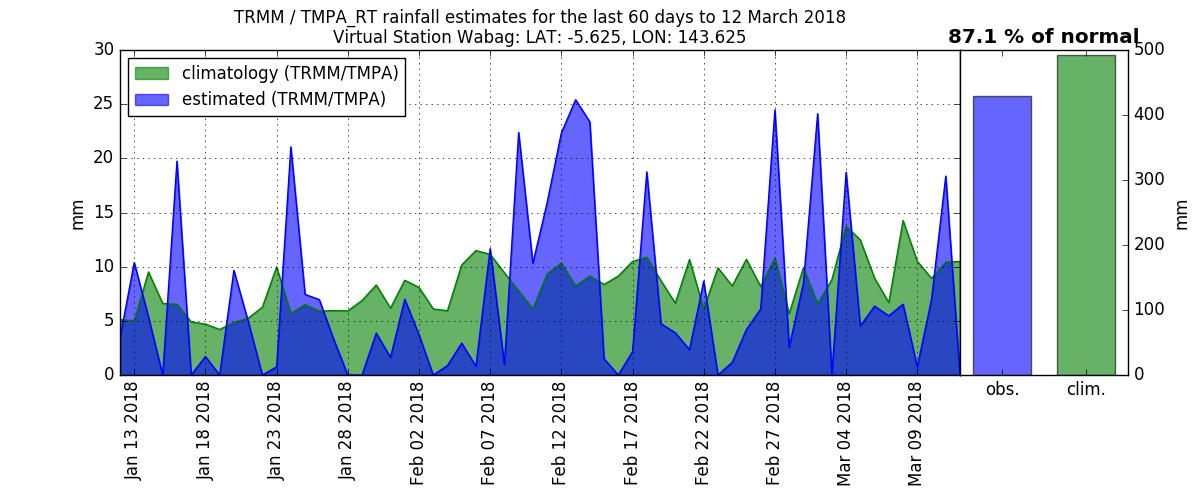 TRMM / TMPA_RT rainfall estimates for the last 60 days to 12 March 2018
Virtual Station Wabag: LAT: -5.625, LON: 143.625
87.1 % of normal
climatology (TRMM/TMPA)
estimated (TRMM/TMPA)
30
25
20
15
10
5
0
mm
500
400
300
200
100
0
mm
obs.
clim.
Jan 13 2018
Jan 18 2018
Jan 23 2018
Jan 28 2018
Feb 02 2018
Feb 07 2018
Feb 12 2018
Feb 17 2018
Feb 22 2018
Feb 27 2018
Mar 04 2018
Mar 09 2018